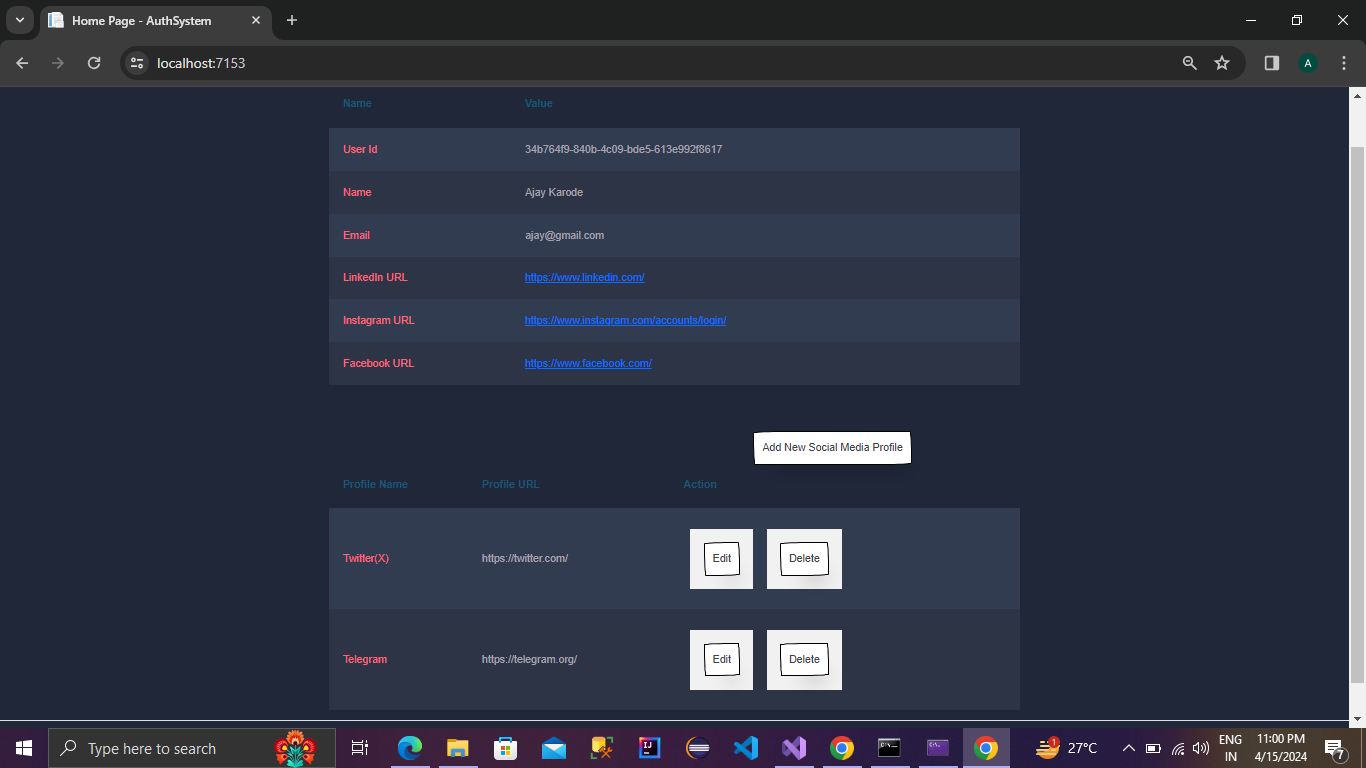 Home Page - AuthSystem
localhost:7153
A
Name Value
User Id 34b764f9-840b-4c09-bde5-613e992f8617
Name Ajay Karode
Email ajay@gmail.com
LinkedIn URL https://www.linkedin.com/
Instagram URL https://www.instagram.com/accounts/login/
Facebook URL https://www.facebook.com/
Add New Social Media Profile
Profile Name Profile URL Action
Twitter(X) https://twitter.com/ Edit Delete
Telegram https://telegram.org/ Edit Delete
Type here to search
1
27°C
ENG
IN
11:00 PM
4/15/2024
7